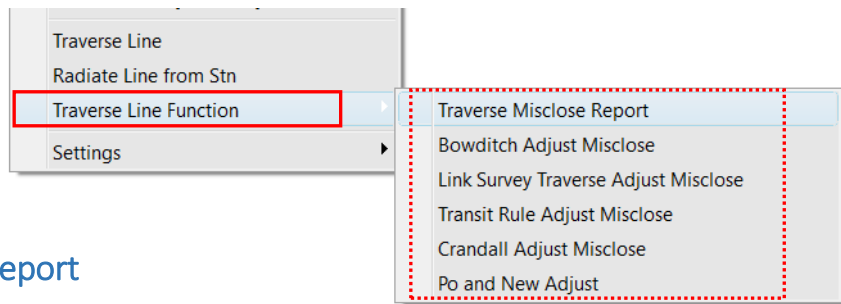 Traverse Line
Radiate Line from Stn
Traverse Line Function
Settings
Traverse Misclose Report
Bowditch Adjust Misclose
Link Survey Traverse Adjust Misclose
Transit Rule Adjust Misclose
Crandall Adjust Misclose
Po and New Adjust
eport